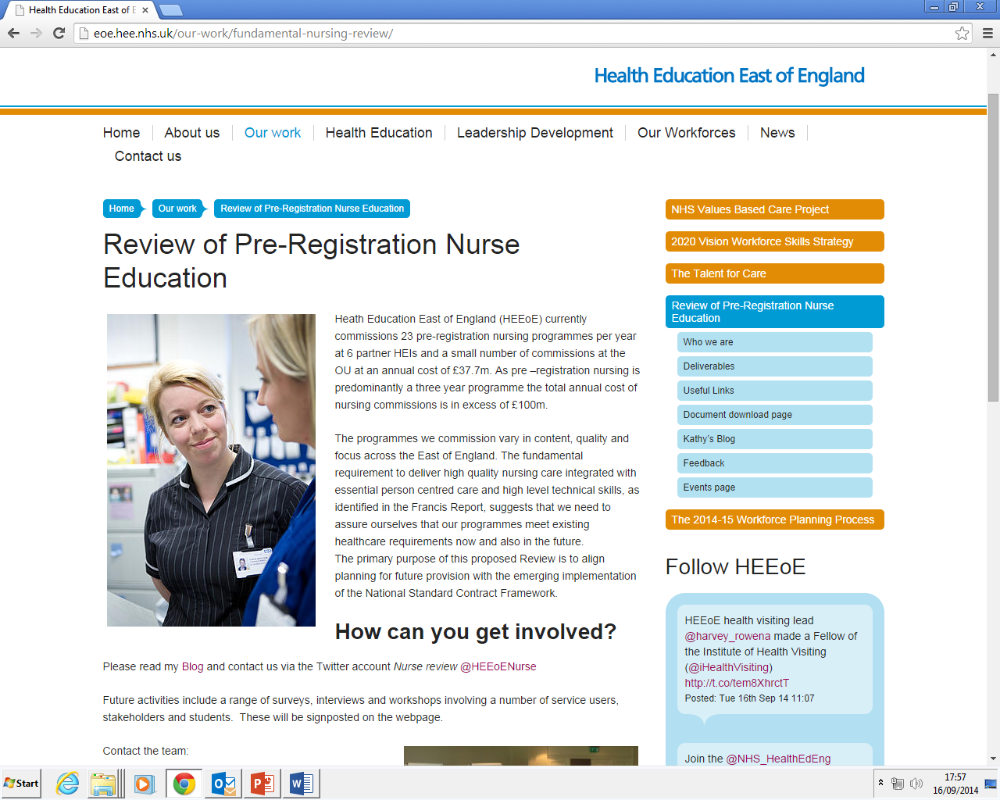 Health Education East of E
eoe.hee.nhs.uk/our-work/fundamental-nursing-review/
Health Education East of England
Home
About us
Our work
Health Education
Leadership Development
Our Workforces
News
Contact us
Home
Our work
Review of Pre-Registration Nurse Education
Review of Pre-Registration Nurse
Education
Heath Education East of England (HEEoE) currently
commissions 23 pre-registration nursing programmes per year
at 6 partner HEIs and a small number of commissions at the
OU at an annual cost of £37.7m. As pre –registration nursing is
predominantly a three year programme the total annual cost of
nursing commissions is in excess of £100m.
The programmes we commission vary in content, quality and
focus across the East of England. The fundamental
requirement to deliver high quality nursing care integrated with
essential person centred care and high level technical skills, as
identified in the Francis Report, suggests that we need to
assure ourselves that our programmes meet existing
healthcare requirements now and also in the future.
The primary purpose of this proposed Review is to align
planning for future provision with the emerging implementation
of the National Standard Contract Framework.
How can you get involved?
Please read my Blog and contact us via the Twitter account Nurse review @HEEoENurse
Future activities include a range of surveys, interviews and workshops involving a number of service users,
stakeholders and students. These will be signposted on the webpage.
Contact the team:
NHS Values Based Care Project
2020 Vision Workforce Skills Strategy
The Talent for Care
Review of Pre-Registration Nurse
Education
Who we are
Deliverables
Useful Links
Document download page
Kathy's Blog
Feedback
Events page
The 2014-15 Workforce Planning Process
Follow HEEoE
HEEoE health visiting lead
@harvey_rowena made a Fellow of
the Institute of Health Visiting
(@iHealthVisiting)
http://t.co/tem8XhrctT
Posted: Tue 16th Sep 14 11:07
Join the @NHS_HealthEdEng
Start
17:57
16/09/2014